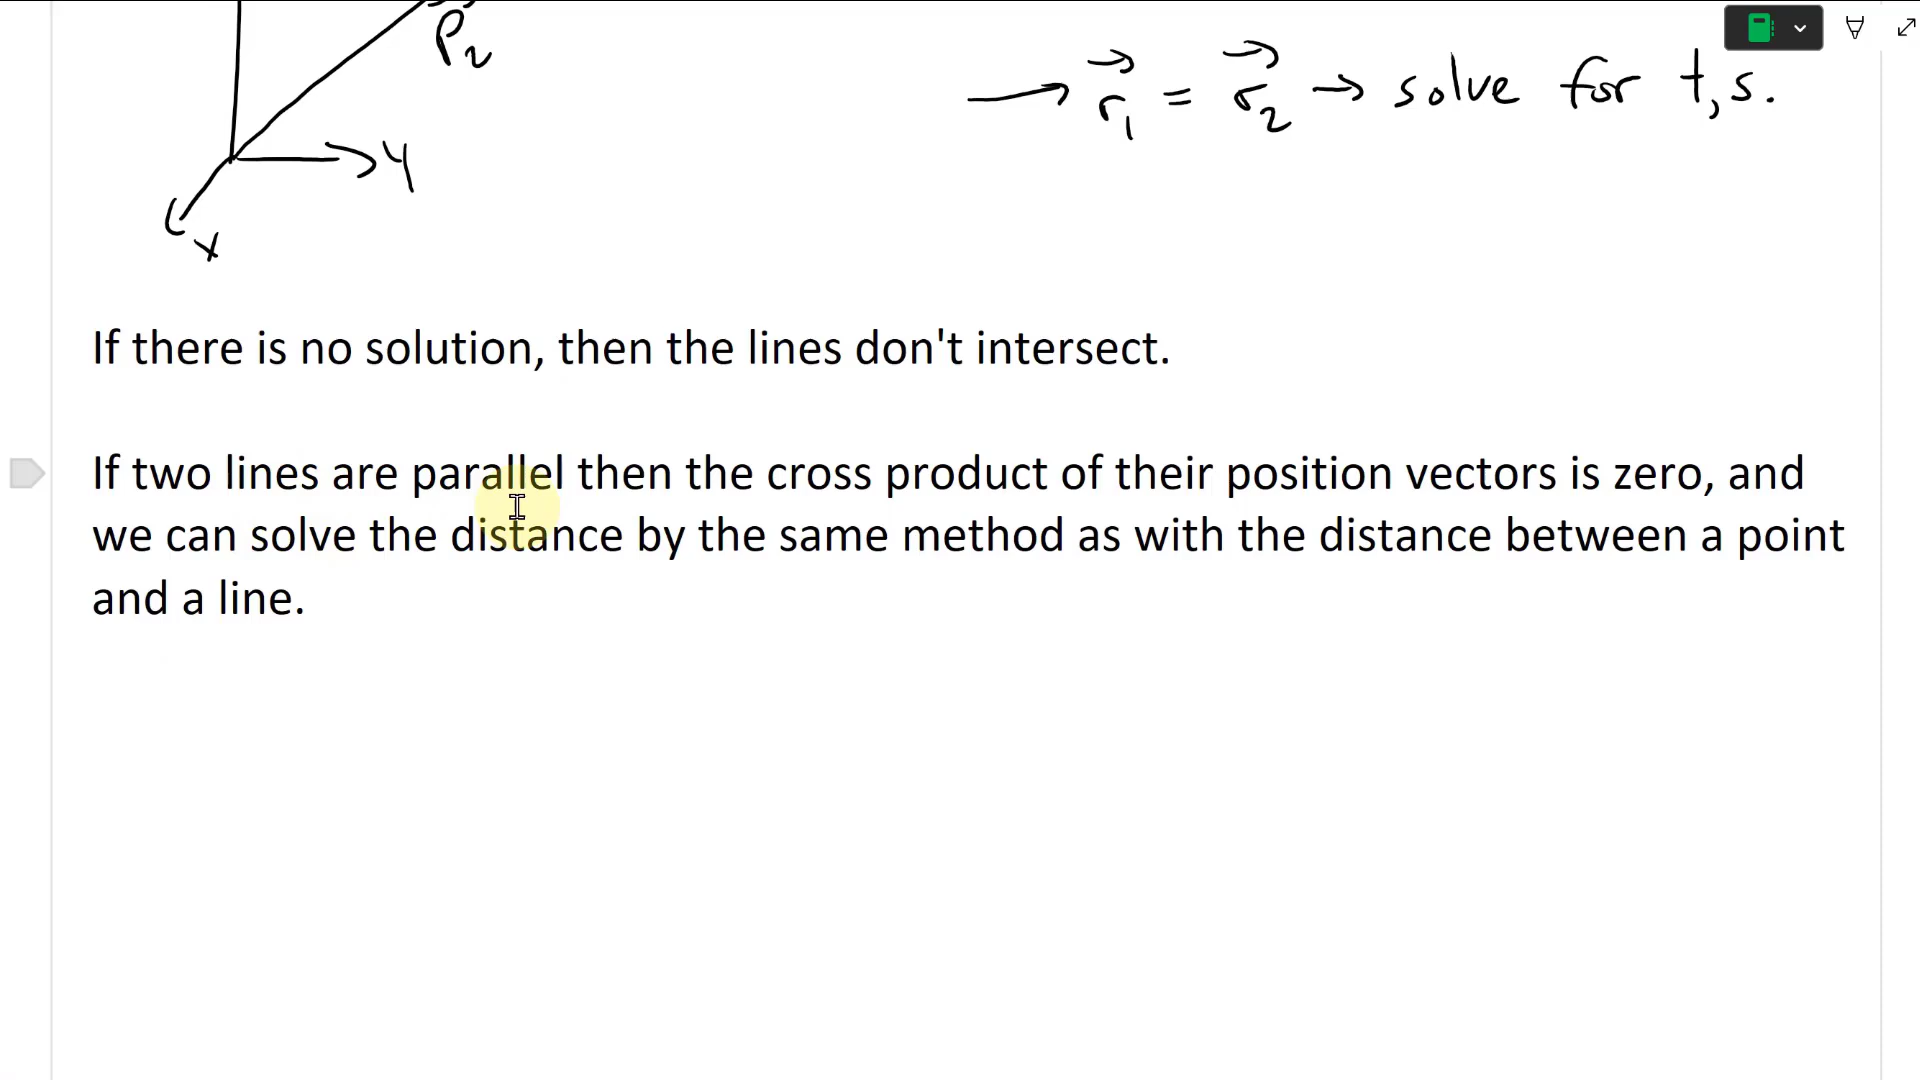 P₂
r₁ = r₂ → solve for t, s.
Y
x
If there is no solution, then the lines don't intersect.
If two lines are parallel then the cross product of their position vectors is zero, and
we can solve the distance by the same method as with the distance between a point
and a line.